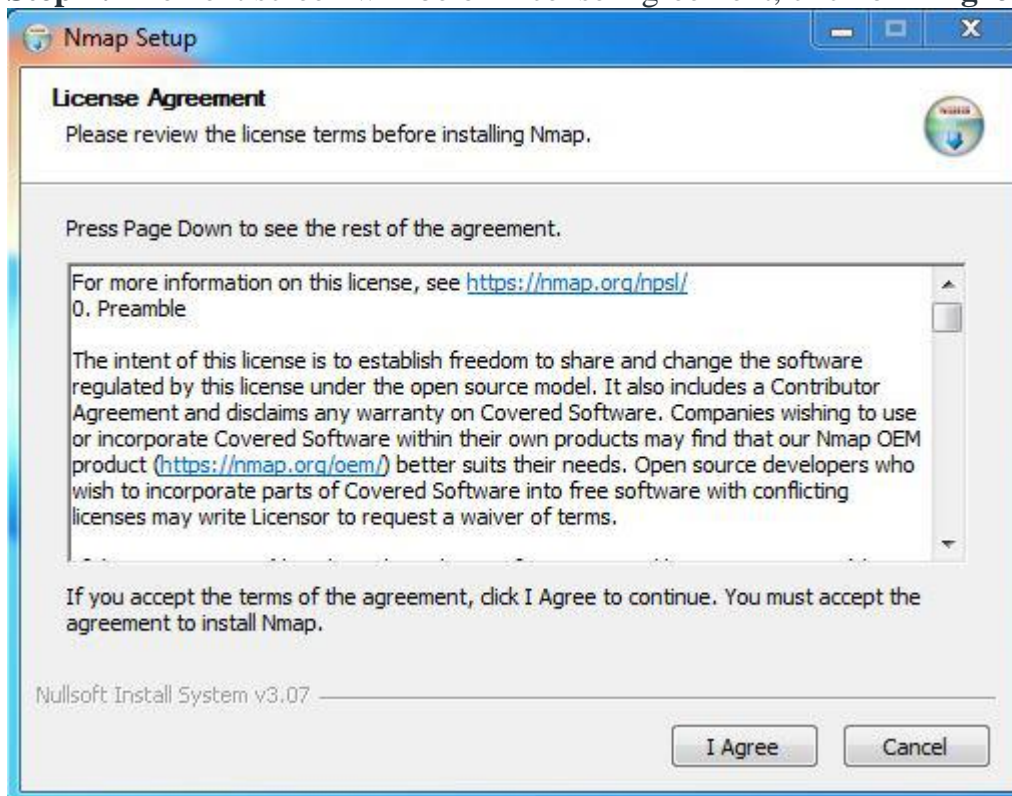 Nmap Setup
License Agreement
Please review the license terms before installing Nmap.
Press Page Down to see the rest of the agreement.
For more information on this license, see https://nmap.org/npsl/
0. Preamble
The intent of this license is to establish freedom to share and change the software
regulated by this license under the open source model. It also includes a Contributor
Agreement and disclaims any warranty on Covered Software. Companies wishing to use
or incorporate Covered Software within their own products may find that our Nmap OEM
product (https://nmap.org/oem/) better suits their needs. Open source developers who
wish to incorporate parts of Covered Software into free software with conflicting
licenses may write Licensor to request a waiver of terms.
If you accept the terms of the agreement, click I Agree to continue. You must accept the
agreement to install Nmap.
Nullsoft Install System v3.07
I Agree
Cancel